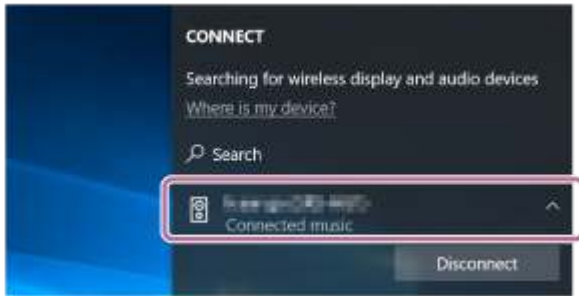 CONNECT
Searching for wireless display and audio devices
Where is my device?
Search
Connected music
Disconnect